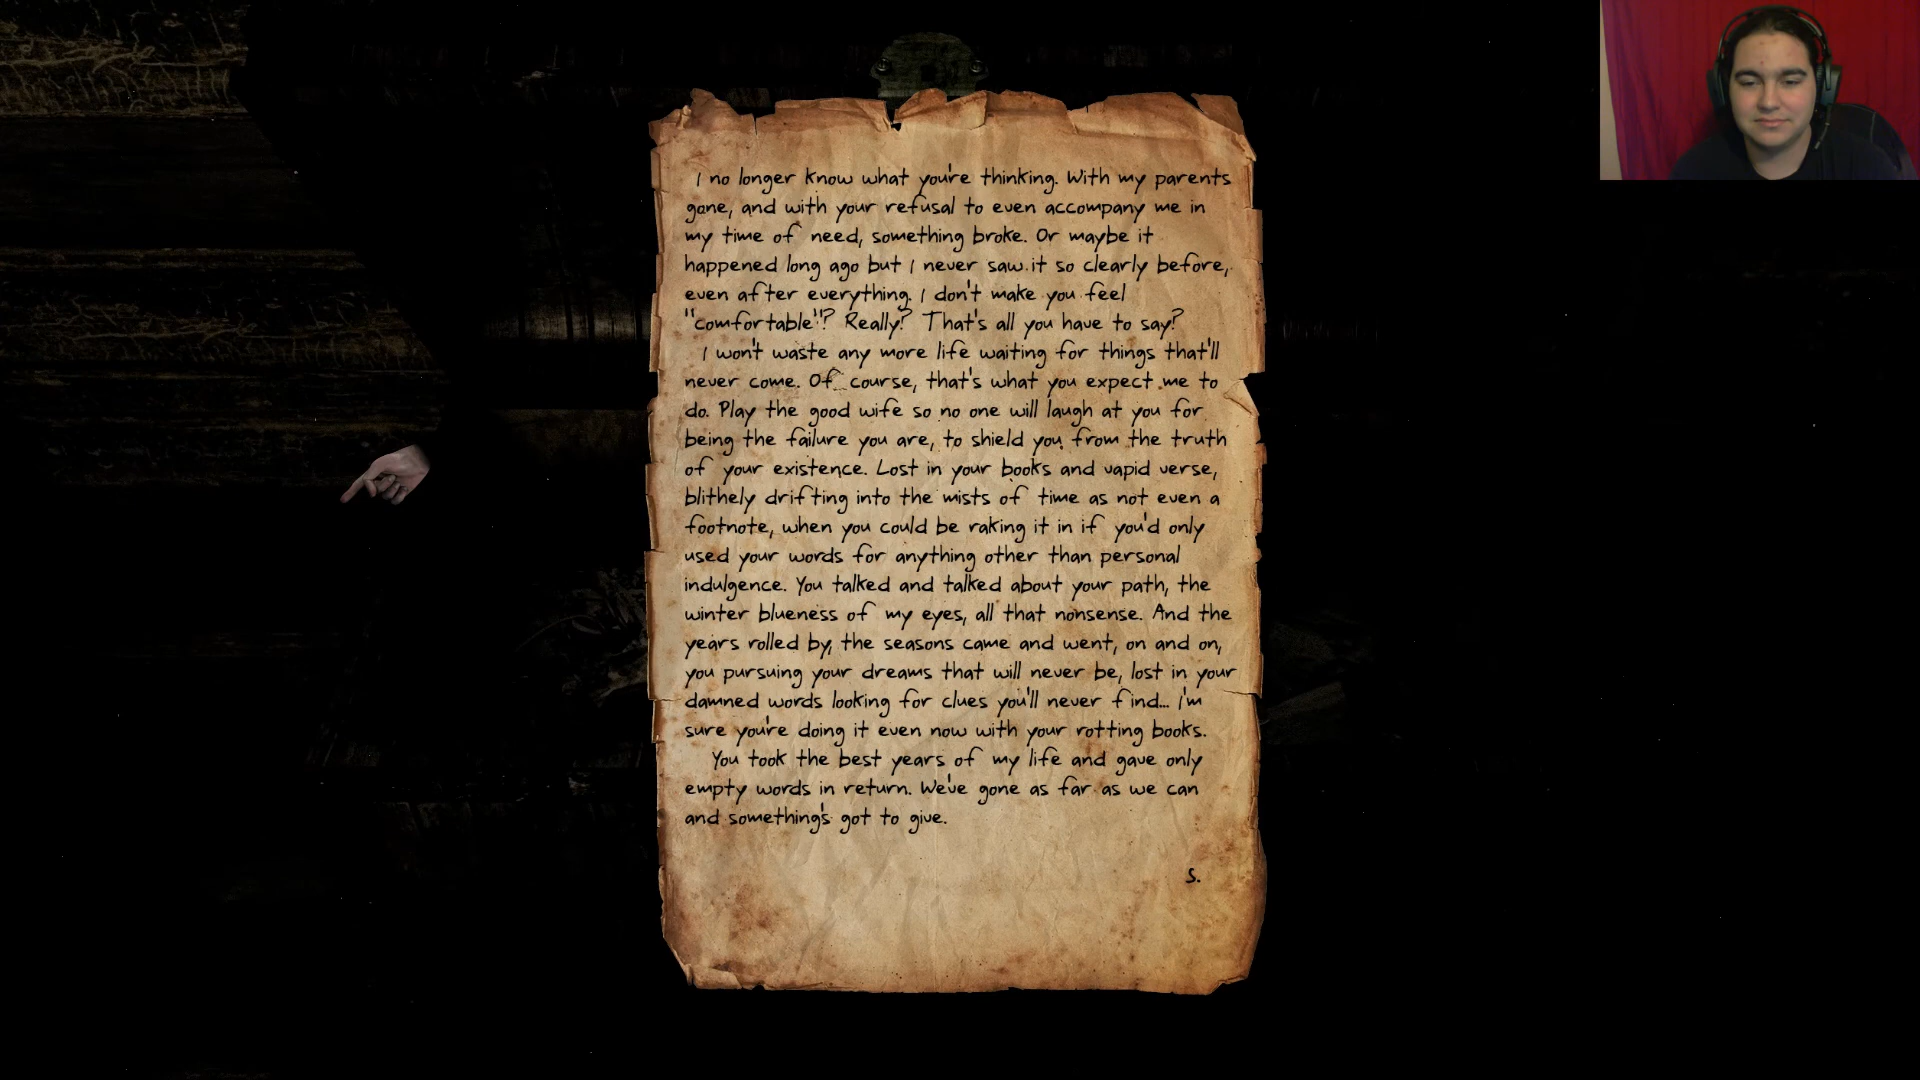 I no longer know what you're thinking. With my parents
gone, and with your refusal to even accompany me in
my time of need, something broke. Or maybe it
happened long ago but I never saw it so clearly before,
even after everything. I don't make you feel
"comfortable"? Really? That's all you have to say?
I won't waste any more life waiting for things that'll
never come. Of course, that's what you expect me to
do. Play the good wife so no one will laugh at you for
being the failure you are, to shield you from the truth
of your existence. Lost in your books and vapid verse,
blithely drifting into the mists of time as not even a
footnote, when you could be raking it in if you'd only
used your words for anything other than personal
indulgence. You talked and talked about your path, the
winter blueness of my eyes, all that nonsense. And the
years rolled by, the seasons came and went, on and on,
you pursuing your dreams that will never be, lost in your
damned words looking for clues you'll never find... I'm
sure you're doing it even now with your rotting books.
You took the best years of my life and gave only
empty words in return. We've gone as far as we can
and something's got to give.
S.